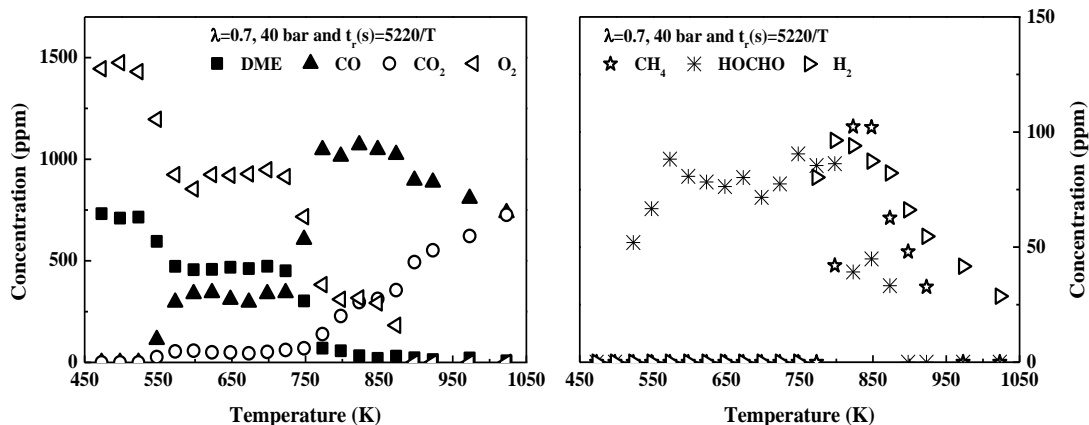 λ=0.7, 40 bar and t_r(s)=5220/T
DME CO CO₂ O₂
1500
1000
500
0
Concentration (ppm)
450 550 650 750 850 950 1050
Temperature (K)
λ=0.7, 40 bar and t_r(s)=5220/T
CH₄ HOCHO H₂
150
100
50
0
Concentration (ppm)
450 550 650 750 850 950 1050
Temperature (K)